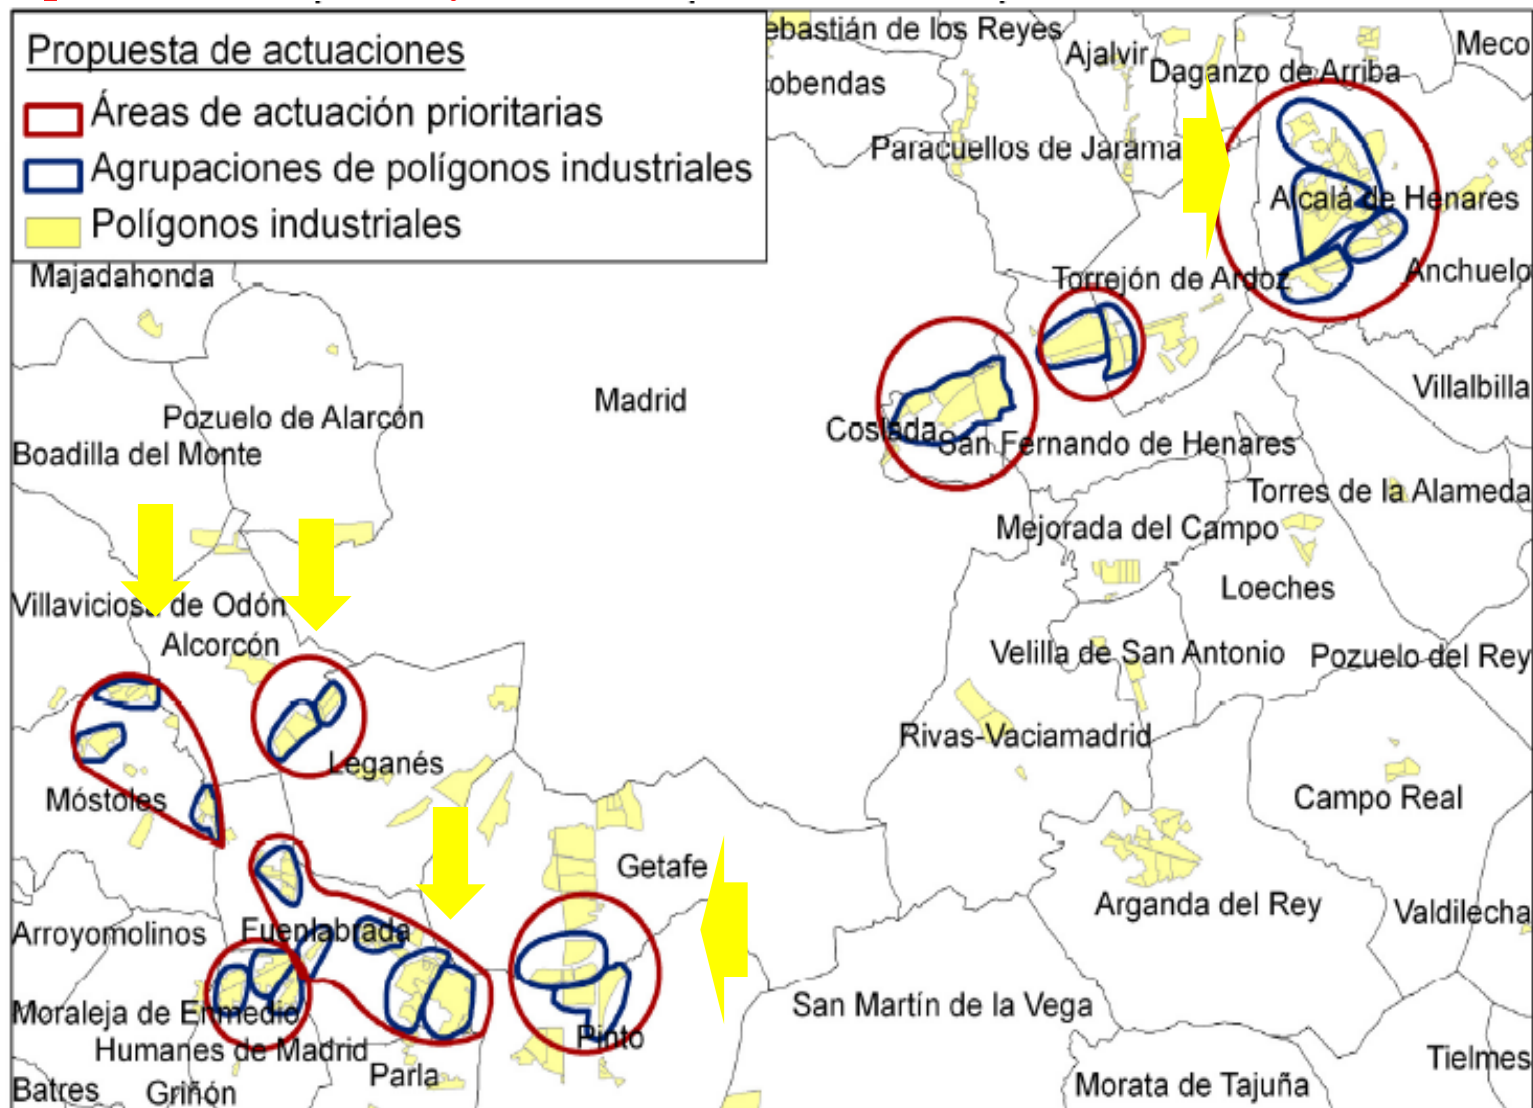 Propuesta de actuaciones
Áreas de actuación prioritarias
Agrupaciones de polígonos industriales
Polígonos industriales
ebastián de los Reyes
Ajalvir
Meco
cobendas
Daganzo de Arriba
Paracuellos de Jarama
Alcalá de Henares
Majadahonda
Torrejón de Ardoz
Anchuelo
Madrid
Villalbilla
Pozuelo de Alarcón
Coslada
San Fernando de Henares
Boadilla del Monte
Torres de la Alameda
Mejorada del Campo
Loeches
Villaviciosa de Odón
Alcorcón
Velilla de San Antonio
Pozuelo del Rey
Rivas-Vaciamadrid
Leganés
Móstoles
Campo Real
Getafe
Arganda del Rey
Valdilecha
Arroyomolinos
Fuenlabrada
San Martín de la Vega
Moraleja de Enmedio
Pinto
Humanes de Madrid
Tielmes
Parla
Morata de Tajuña
Batres
Griñón